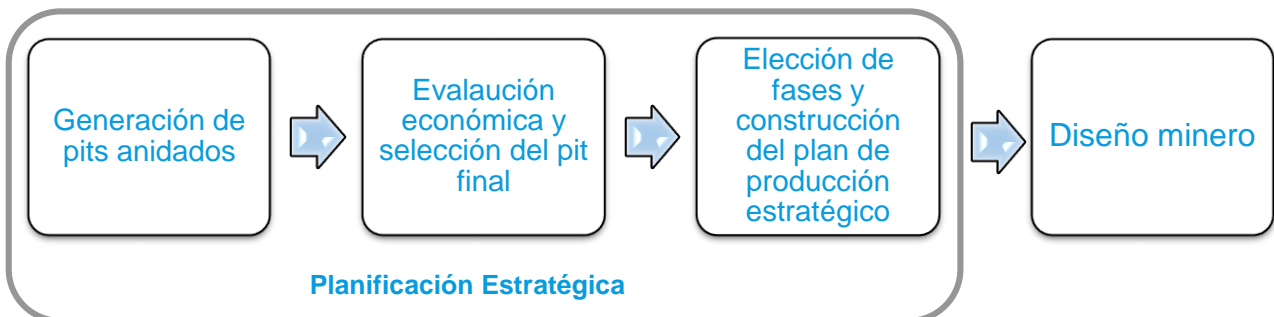 Generación de
pits anidados
Evalaución
económica y
selección del pit
final
Elección de
fases y
construcción
del plan de
producción
estratégico
Diseño minero
Planificación Estratégica